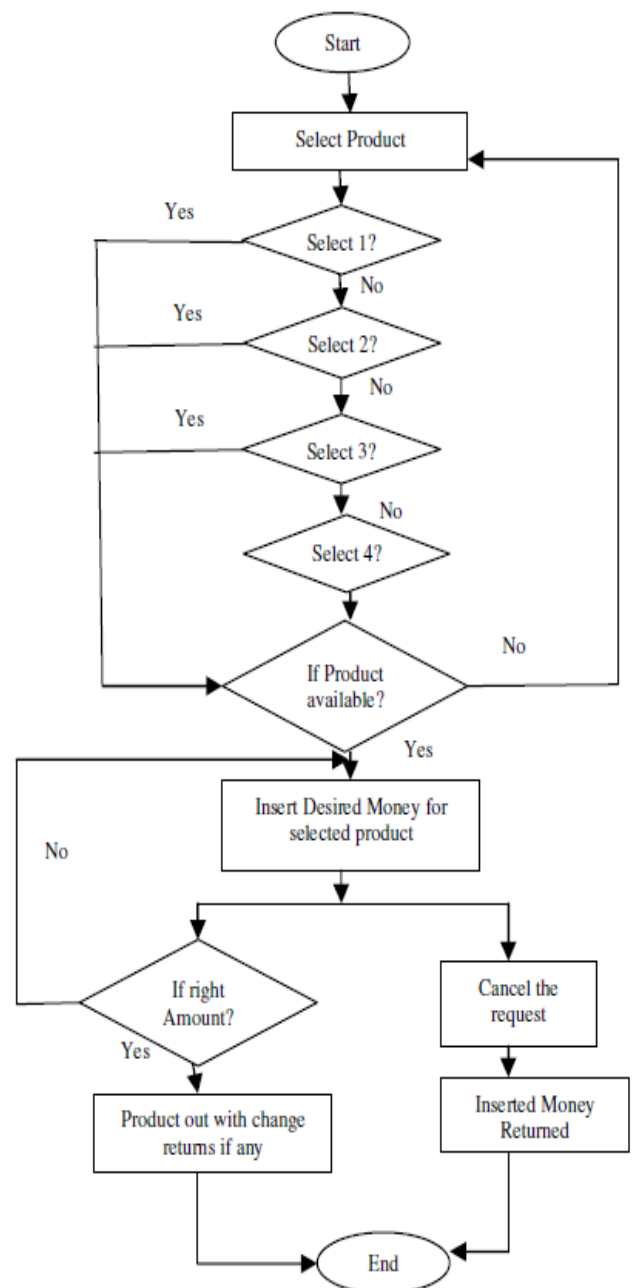 Start
Select Product
Yes
Select 1?
No
Yes
Select 2?
No
Yes
Select 3?
No
Select 4?
If Product
available?
No
Yes
Insert Desired Money for
selected product
No
If right
Amount?
Yes
Cancel the
request
Product out with change
returns if any
Inserted Money
Returned
End